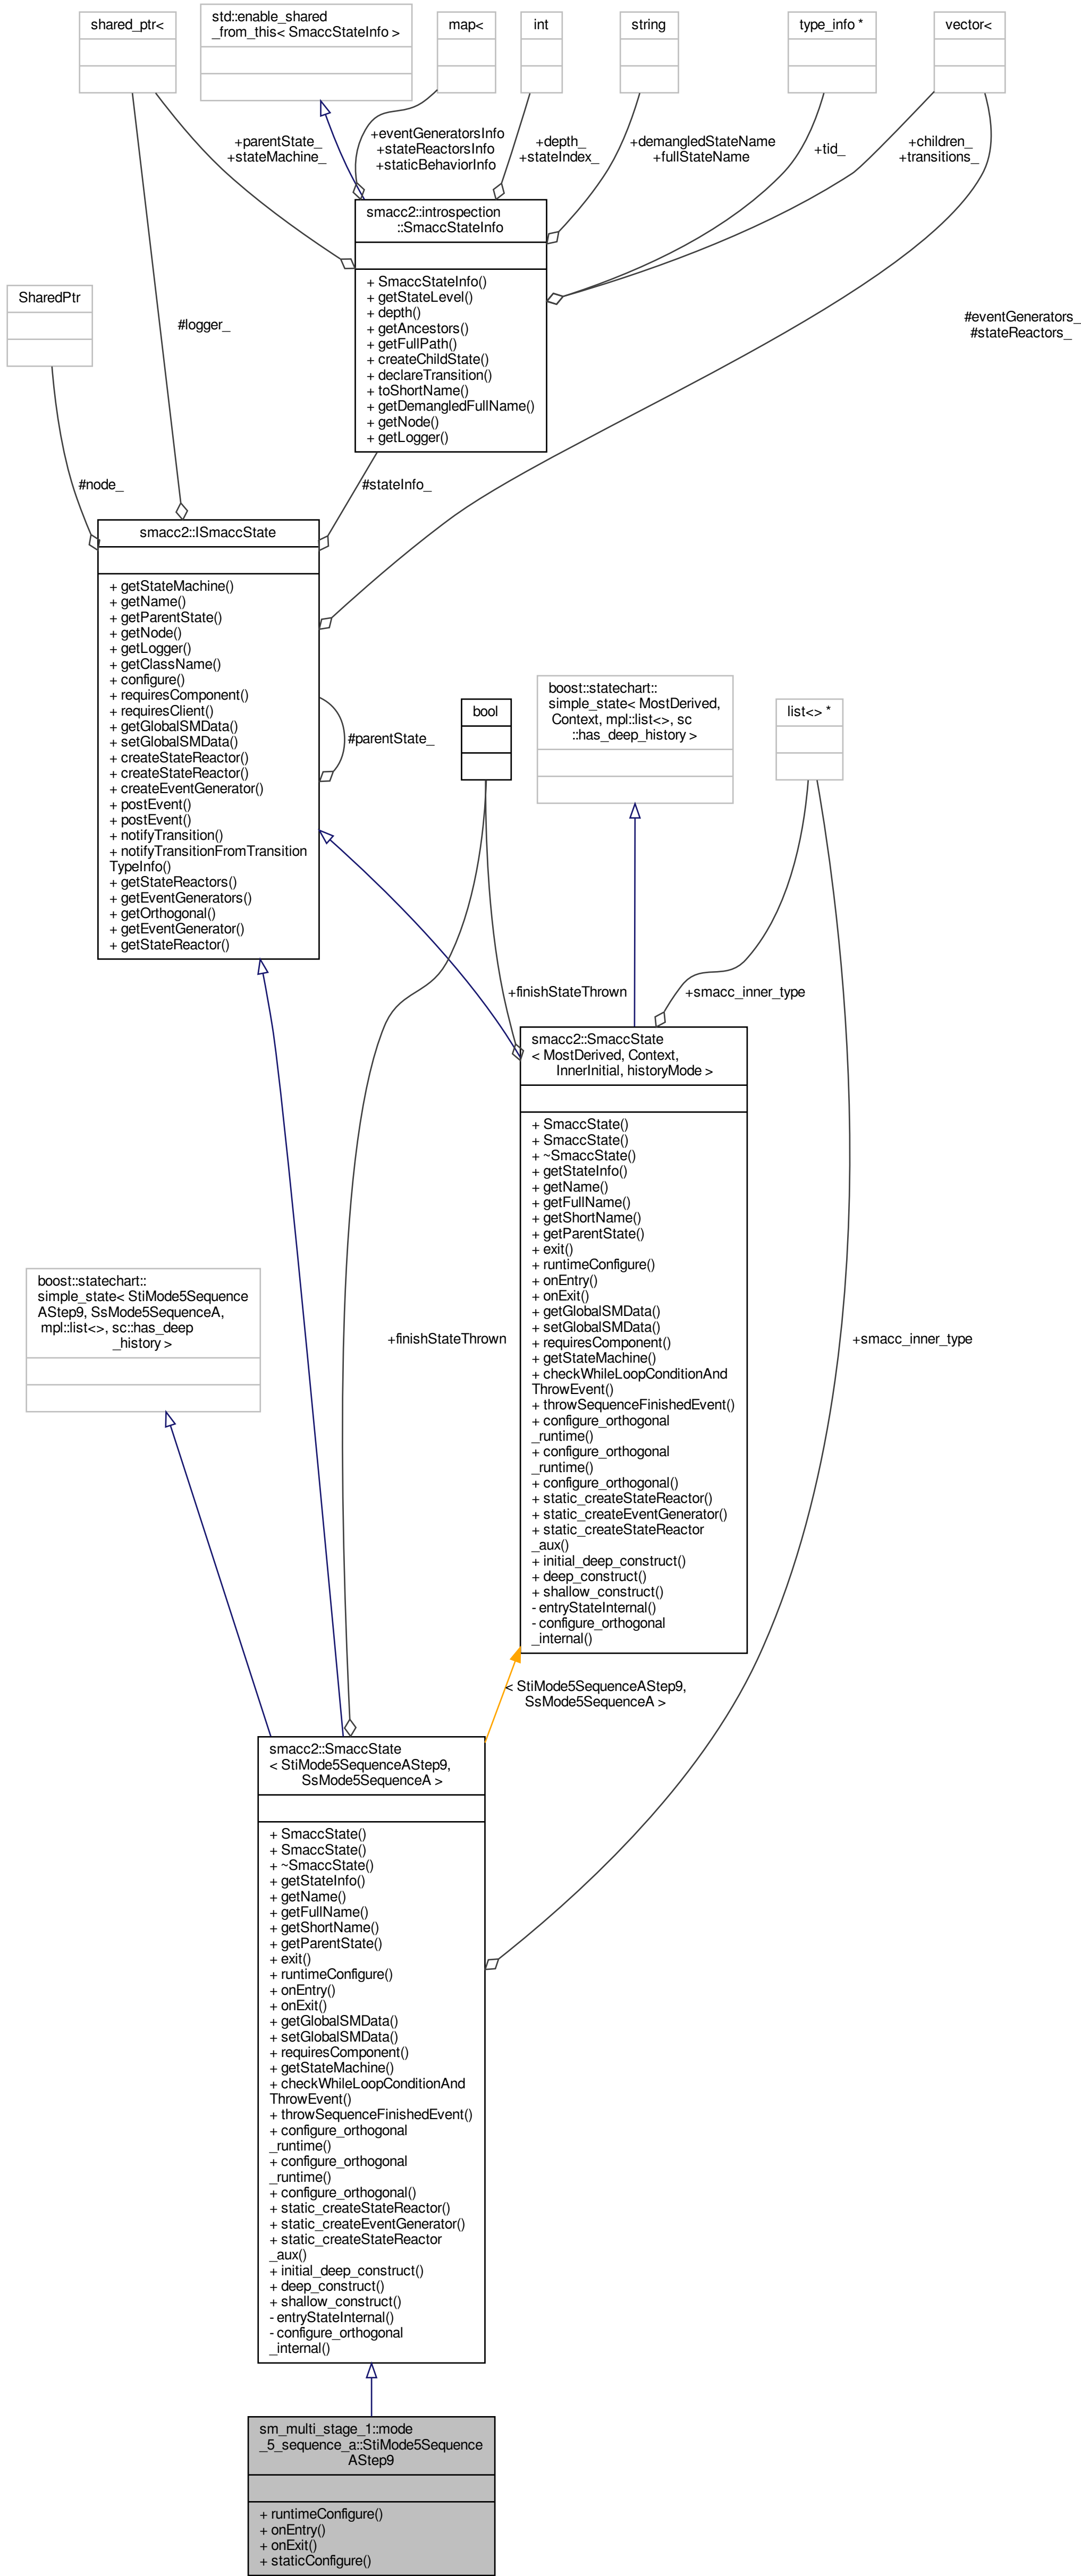 shared_ptr<
std::enable_shared
_from_this< SmaccStateInfo >
map<
int
string
type_info *
vector<
+parentState_
+stateMachine_
+eventGeneratorsInfo
+stateReactorsInfo
+staticBehaviorInfo
+depth_
+stateIndex_
+demangledStateName
+fullStateName
+tid_
+children_
+transitions_
smacc2::introspection
::SmaccStateInfo
+ SmaccStateInfo()
+ getStateLevel()
+ depth()
+ getAncestors()
+ getFullPath()
+ createChildState()
+ declareTransition()
+ toShortName()
+ getDemangledFullName()
+ getNode()
+ getLogger()
SharedPtr
#logger_
#eventGenerators_
#stateReactors_
#node_
#stateInfo_
smacc2::ISmaccState
+ getStateMachine()
+ getName()
+ getParentState()
+ getNode()
+ getLogger()
+ getClassName()
+ configure()
+ requiresComponent()
+ requiresClient()
+ getGlobalSMData()
+ setGlobalSMData()
+ createStateReactor()
+ createStateReactor()
+ createEventGenerator()
+ postEvent()
+ postEvent()
+ notifyTransition()
+ notifyTransitionFromTransition
TypeInfo()
+ getStateReactors()
+ getEventGenerators()
+ getOrthogonal()
+ getEventGenerator()
+ getStateReactor()
#parentState_
bool
boost::statechart::
simple_state< MostDerived,
Context, mpl::list<>, sc
::has_deep_history >
list<> *
+finishStateThrown
+smacc_inner_type
smacc2::SmaccState
< MostDerived, Context,
InnerInitial, historyMode >
+ SmaccState()
+ SmaccState()
+ ~SmaccState()
+ getStateInfo()
+ getName()
+ getFullName()
+ getShortName()
+ getParentState()
+ exit()
+ runtimeConfigure()
+ onEntry()
+ onExit()
+ getGlobalSMData()
+ setGlobalSMData()
+ requiresComponent()
+ getStateMachine()
+ checkWhileLoopConditionAnd
ThrowEvent()
+ throwSequenceFinishedEvent()
+ configure_orthogonal
_runtime()
+ configure_orthogonal
_runtime()
+ configure_orthogonal()
+ static_createStateReactor()
+ static_createEventGenerator()
+ static_createStateReactor
_aux()
+ initial_deep_construct()
+ deep_construct()
+ shallow_construct()
- entryStateInternal()
- configure_orthogonal
_internal()
boost::statechart::
simple_state< StiMode5Sequence
AStep9, SsMode5SequenceA,
mpl::list<>, sc::has_deep
_history >
+finishStateThrown
+smacc_inner_type
< StiMode5SequenceAStep9,
SsMode5SequenceA >
smacc2::SmaccState
< StiMode5SequenceAStep9,
SsMode5SequenceA >
+ SmaccState()
+ SmaccState()
+ ~SmaccState()
+ getStateInfo()
+ getName()
+ getFullName()
+ getShortName()
+ getParentState()
+ exit()
+ runtimeConfigure()
+ onEntry()
+ onExit()
+ getGlobalSMData()
+ setGlobalSMData()
+ requiresComponent()
+ getStateMachine()
+ checkWhileLoopConditionAnd
ThrowEvent()
+ throwSequenceFinishedEvent()
+ configure_orthogonal
_runtime()
+ configure_orthogonal
_runtime()
+ configure_orthogonal()
+ static_createStateReactor()
+ static_createEventGenerator()
+ static_createStateReactor
_aux()
+ initial_deep_construct()
+ deep_construct()
+ shallow_construct()
- entryStateInternal()
- configure_orthogonal
_internal()
sm_multi_stage_1::mode
_5_sequence_a::StiMode5Sequence
AStep9
+ runtimeConfigure()
+ onEntry()
+ onExit()
+ staticConfigure()